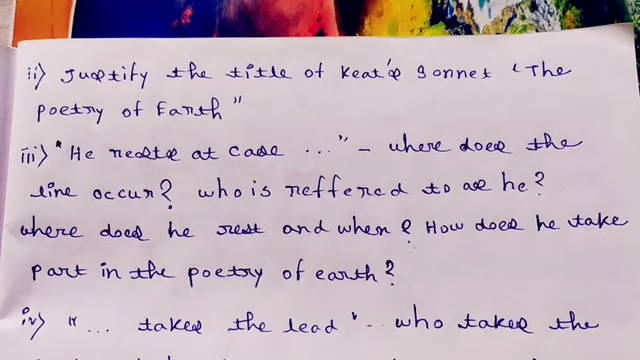 ii) Justify the title of Keat's Sonnet "The
poetry of Earth"
iii) "He rests at ease ..." - where does the
line occur? who is reffered to as he?
where does he rest and when? How does he take
part in the poetry of earth?
iv) "... takes the lead".. who takes the